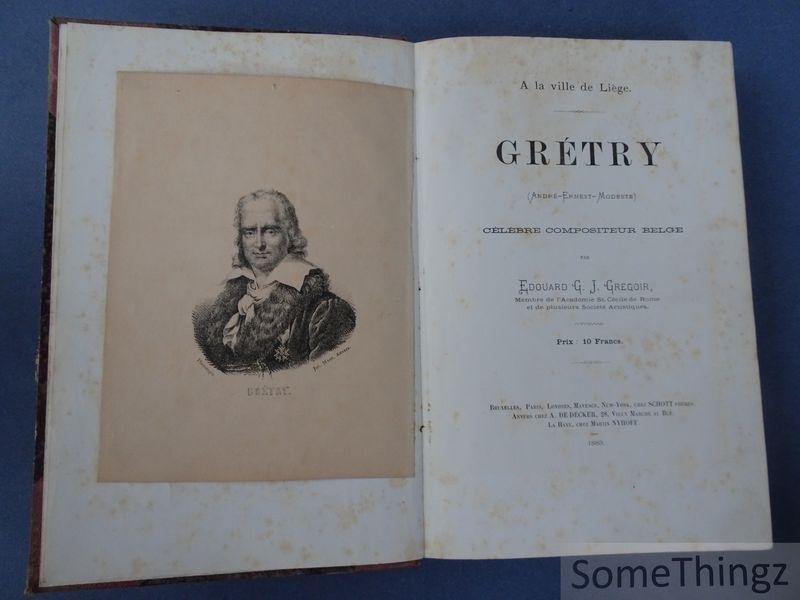 GRÉTRY.
A la ville de Liège.
GRÉTRY
(André-Ernest-Modeste)
CÉLÈBRE COMPOSITEUR BELGE
PAR
Edouard G. J. Gregoir,
Membre de l'Academie St. Cécile de Rome
et de plusieurs Société Artistiques.
Prix : 10 Francs.
Bruxelles, Paris, Londres, Mayence, New-York, chez SCHOTT frères.
Anvers chez A. DE DECKER, 28, Vieux Marché au Blé
La Haye, chez Martin NYHOFF
1883.
SomeThingz